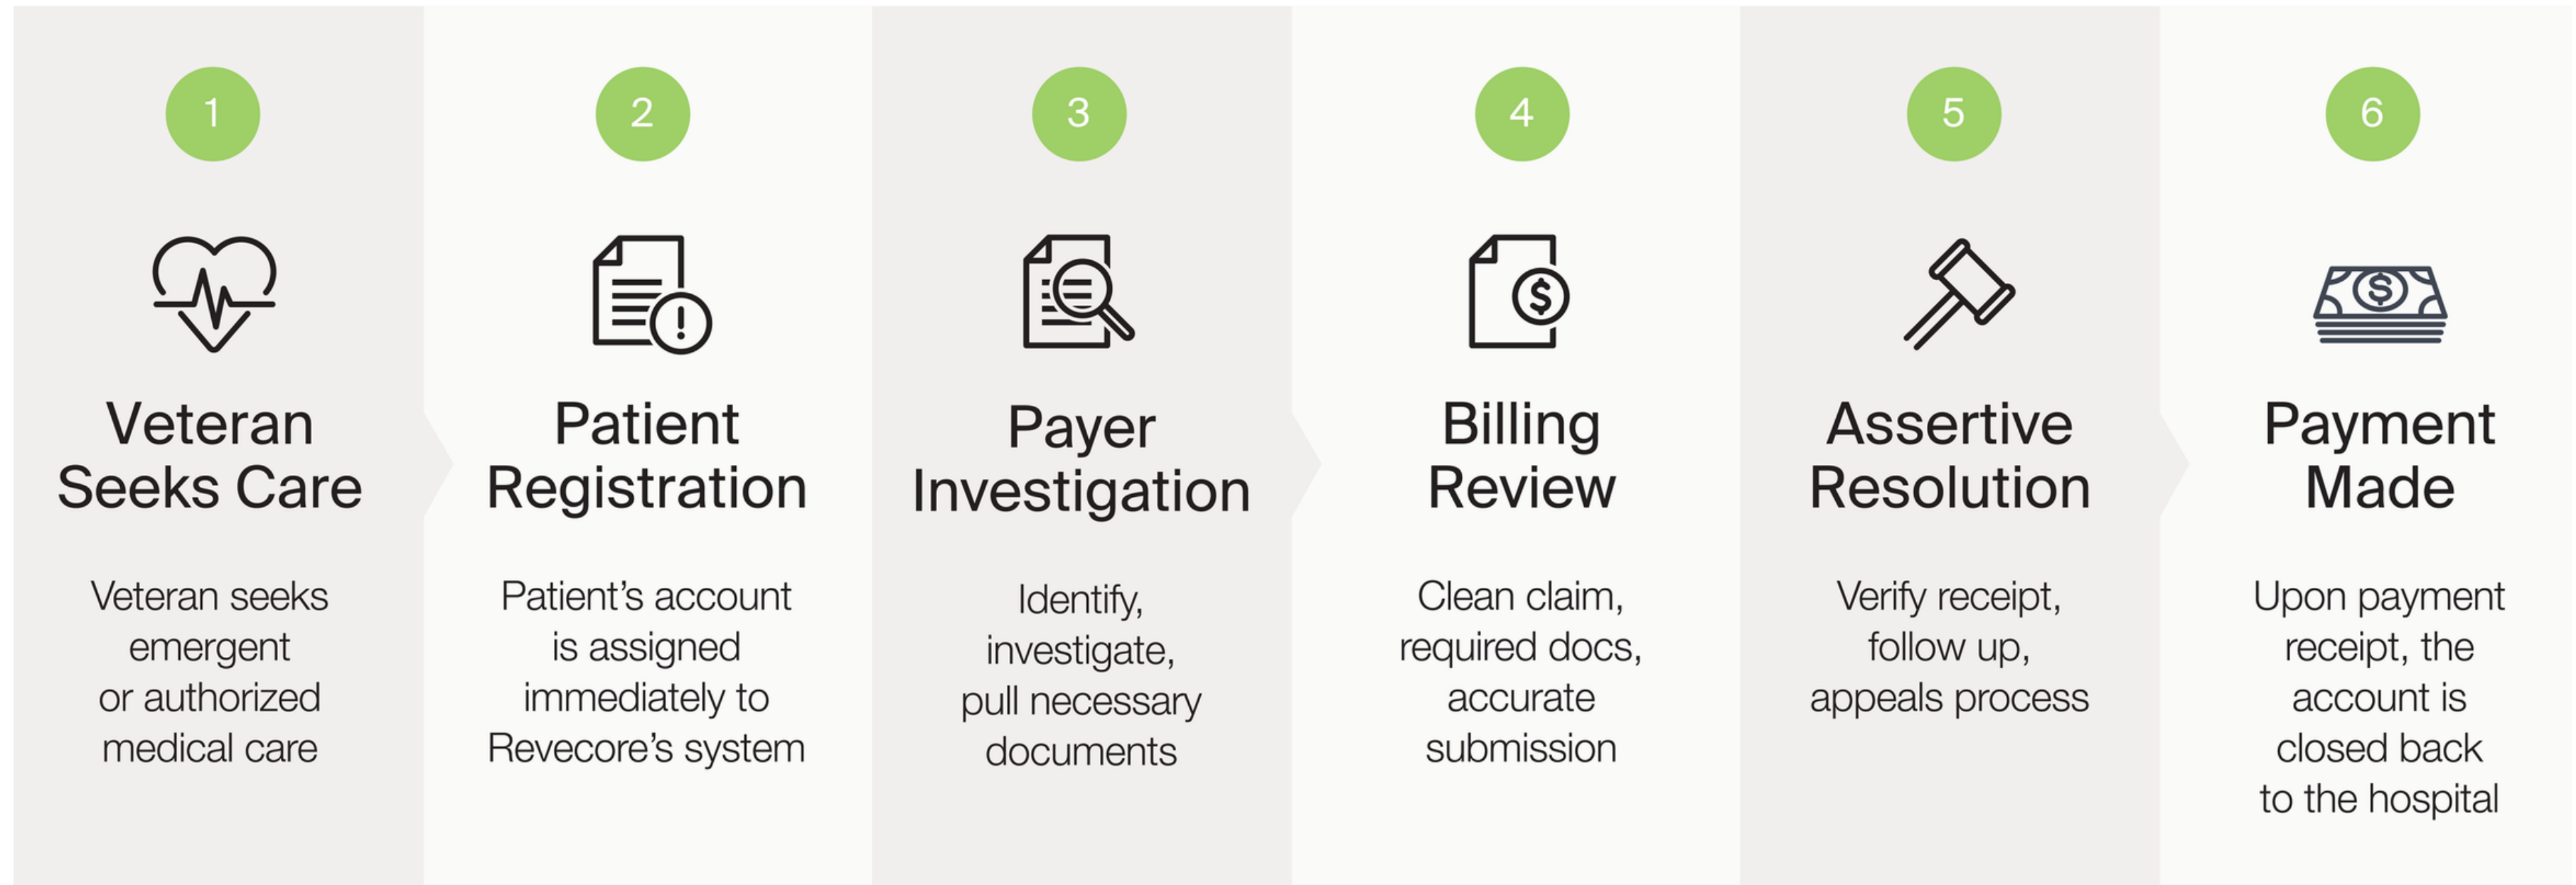 1
Veteran
Seeks Care
Veteran seeks
emergent
or authorized
medical care
2
Patient
Registration
Patient’s account
is assigned
immediately to
Revecore’s system
3
Payer
Investigation
Identify,
investigate,
pull necessary
documents
4
$
Billing
Review
Clean claim,
required docs,
accurate
submission
5
Assertive
Resolution
Verify receipt,
follow up,
appeals process
6
$
Payment
Made
Upon payment
receipt, the
account is
closed back
to the hospital